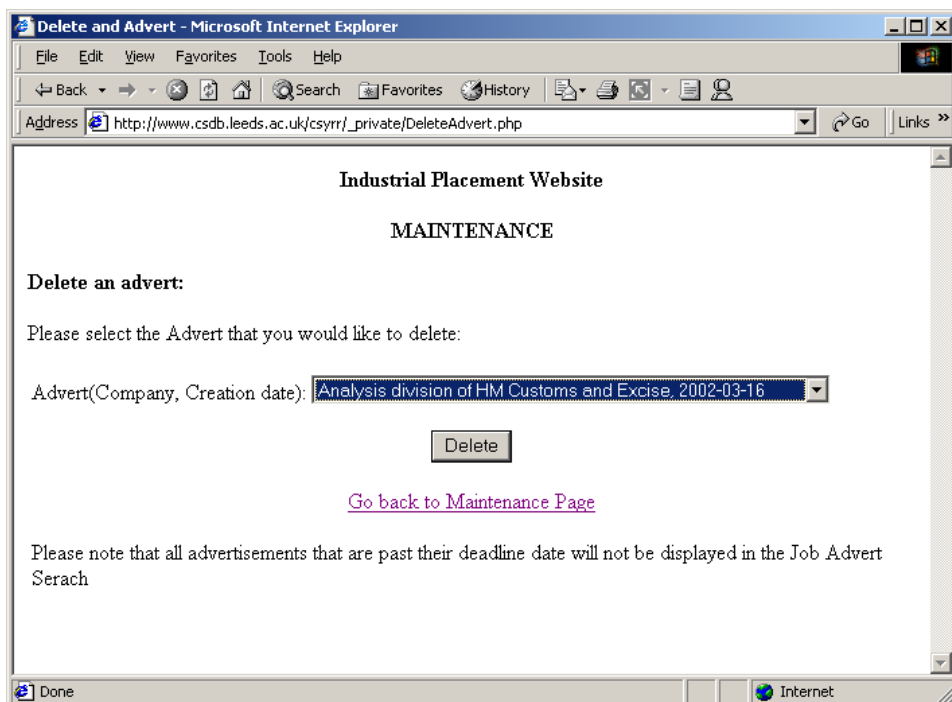 Delete and Advert - Microsoft Internet Explorer
File Edit View Favorites Tools Help
Back Search Favorites History
Address http://www.csdb.leeds.ac.uk/csyrr/_private/DeleteAdvert.php Go Links »
Industrial Placement Website
MAINTENANCE
Delete an advert:
Please select the Advert that you would like to delete:
Advert(Company, Creation date): Analysis division of HM Customs and Excise, 2002-03-16
Delete
Go back to Maintenance Page
Please note that all advertisements that are past their deadline date will not be displayed in the Job Advert
Serach
Done Internet